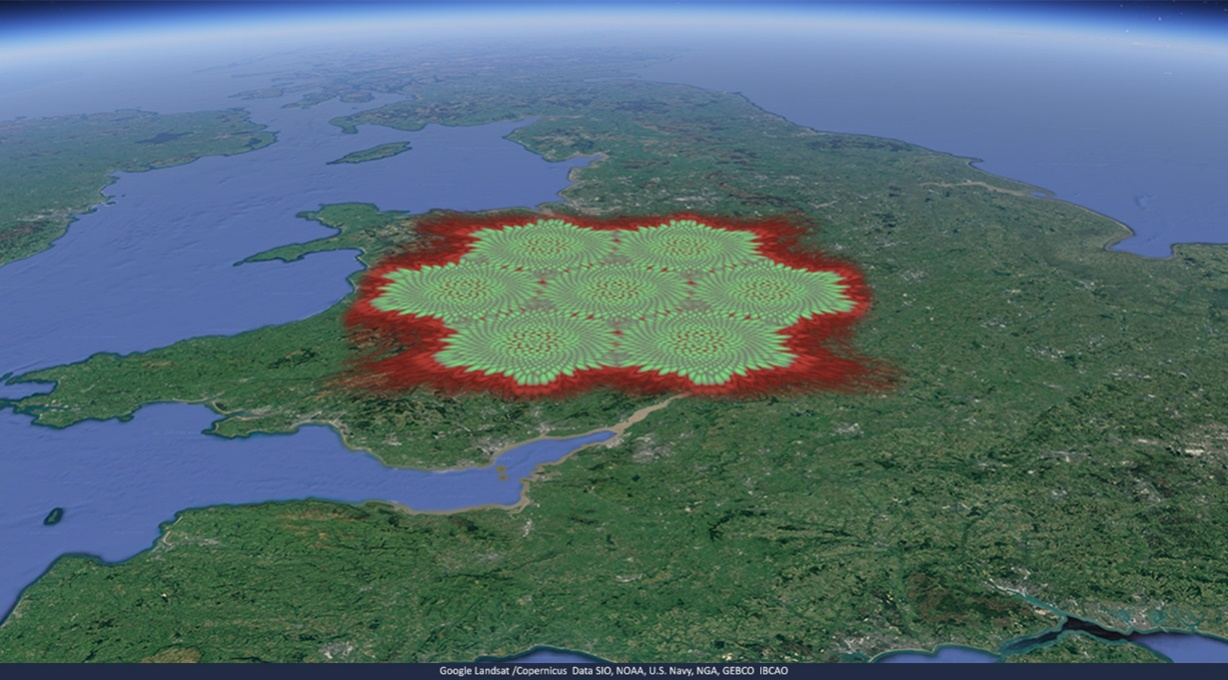 Google Landsat /Copernicus Data SIO, NOAA, U.S. Navy, NGA, GEBCO IBCAO